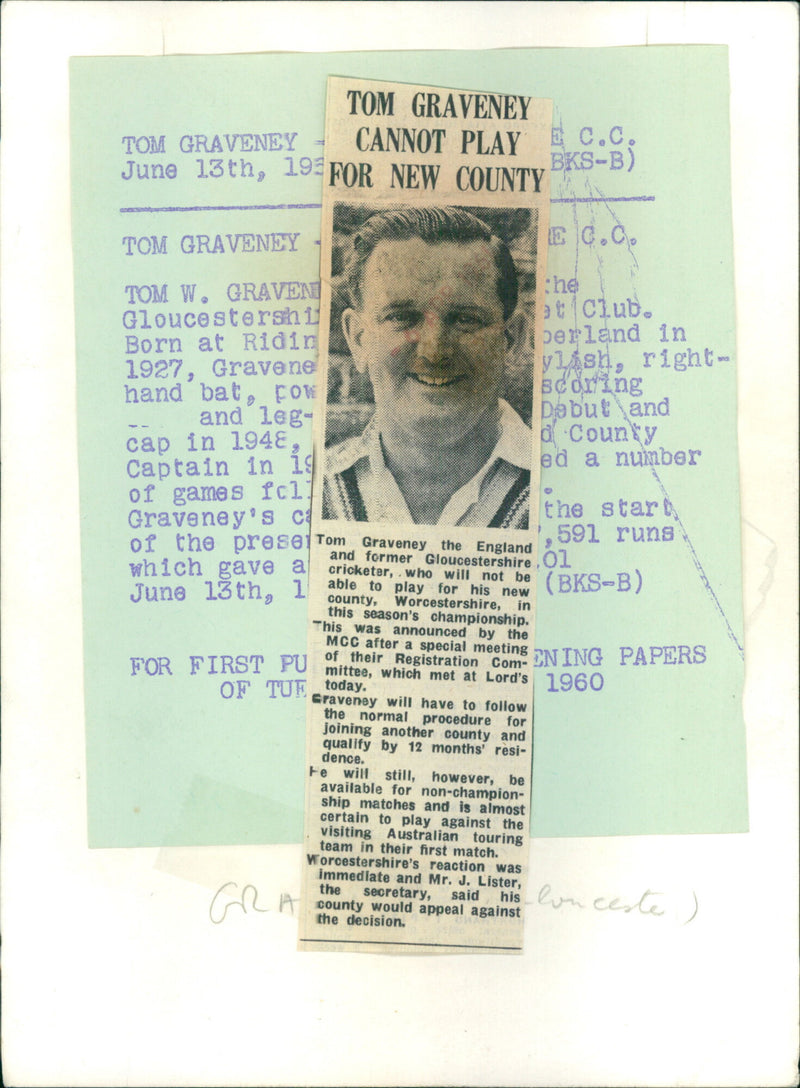 TOM GRAVENEY
CANNOT PLAY
FOR NEW COUNTY
Tom Graveney the England
and former Gloucestershire
cricketer, who will not be
able to play for his new
county, Worcestershire, in
this season's championship.
This was announced by the
MCC after a special meeting
of their Registration Com-
mittee, which met at Lord's
today.
Graveney will have to follow
the normal procedure for
joining another county and
qualify by 12 months' resi-
dence.
He will still, however, be
available for non-champion-
ship matches and is almost
certain to play against the
visiting Australian touring
team in their first match.
Worcestershire's reaction was
immediate and Mr. J. Lister,
the secretary, said his
county would appeal against
the decision.
TOM GRAVENEY - E C.C.
June 13th, 19 BKS-B)
TOM GRAVENEY - E C.C.
TOM W. GRAVEN the
Gloucestershi et Club.
Born at Ridin berland in
1927, Gravene ylish, right-
hand bat, pow scoring
and leg- Debut and
cap in 1948, d County
Captain in 19 ed a number
of games foll
Graveney's ca the start
of the prese ,591 runs
which gave a .01
June 13th, 1 (BKS-B)
FOR FIRST PU ENING PAPERS
OF TUE 1960
GRA loucester)